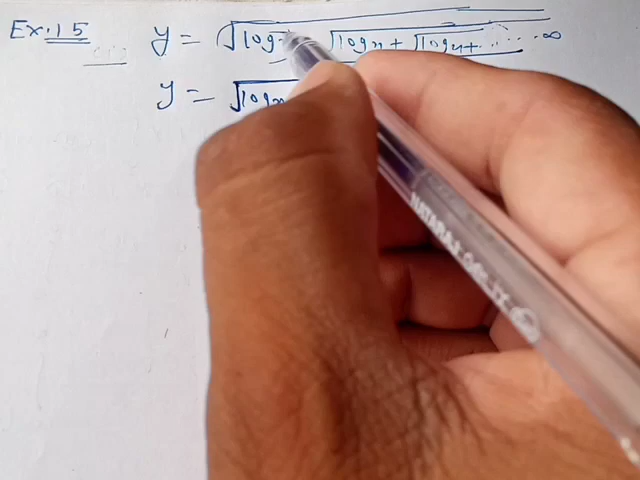 Ex.15 y = √log x + √log x + √log x + ...... ∞
y = √log x